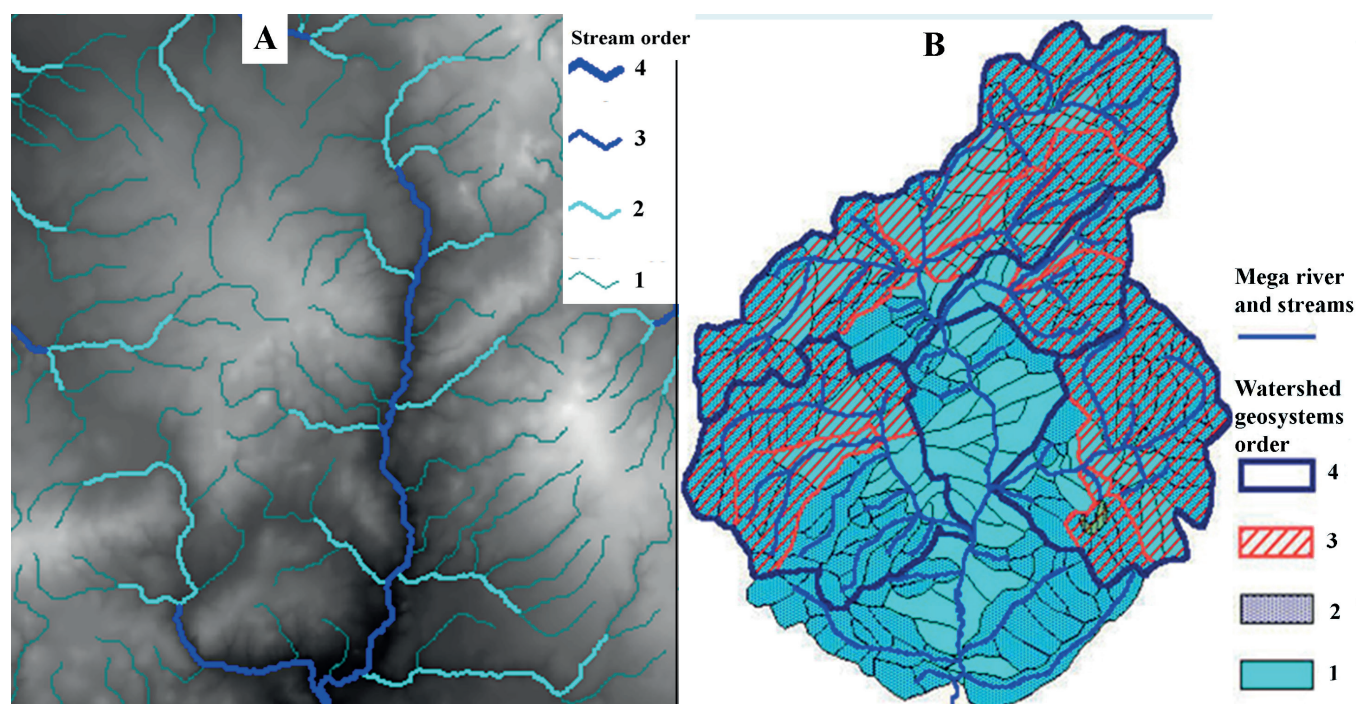 A
Stream order
4
3
2
1
B
Mega river
and streams
Watershed
geosystems
order
4
3
2
1